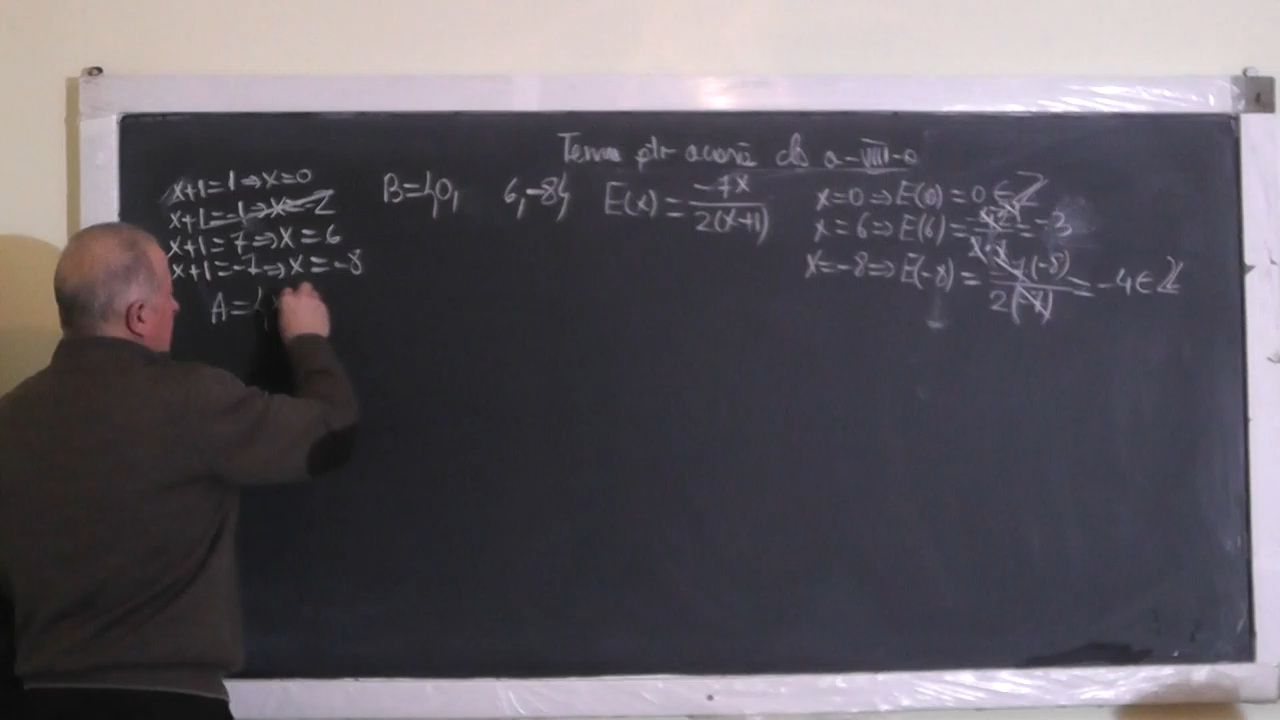 Tema ptr acasă cls a-VIII-a
x+1=1⇒x=0
x+1=-1⇒x=-2
x+1=7⇒x=6
x+1=-7⇒x=-8
A={
B={0, 6,-8}
E(x)=-7x/2(x+1)
x=0⇒E(0)=0∈Z
x=6⇒E(6)= =-3
x=-8⇒E(-8)=-7(-8)/2(-7)=-4∈Z